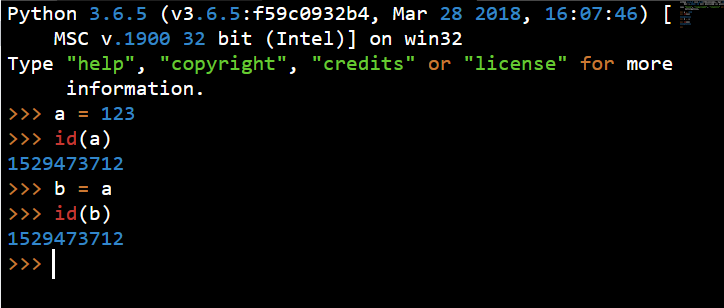 Python 3.6.5 (v3.6.5:f59c0932b4, Mar 28 2018, 16:07:46) [
MSC v.1900 32 bit (Intel)] on win32
Type "help", "copyright", "credits" or "license" for more
information.
>>> a = 123
>>> id(a)
1529473712
>>> b = a
>>> id(b)
1529473712
>>>